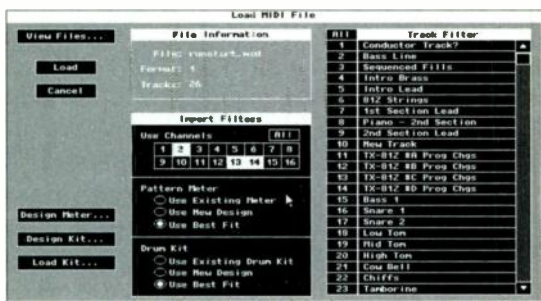 Load MIDI File
View Files...
Load
Cancel
Design Meter...
Design Kit...
Load Kit...
File Information
File: runstart.mod
Format: 1
Tracks: 26
Import Filters
Use Channels All
1 2 3 4 5 6 7 8
9 10 11 12 13 14 15 16
Pattern Meter
Use Existing Meter
Use New Design
Use Best Fit
Drum Kit
Use Existing Drum Kit
Use New Design
Use Best Fit
All Track Filter
1 Conductor Track?
2 Bass Line
3 Sequenced Fills
4 Intro Brass
5 Intro Lead
6 81Z Strings
7 1st Section Lead
8 Piano - 2nd Section
9 2nd Section Lead
10 New Track
11 TX-81Z #A Prog Chgs
12 TX-81Z #B Prog Chgs
13 TX-81Z #C Prog Chgs
14 TX-81Z #D Prog Chgs
15 Bass 1
16 Snare 1
17 Snare 2
18 Low Tom
19 Mid Tom
20 High Tom
21 Cow Bell
22 Chiffs
23 Tamborine